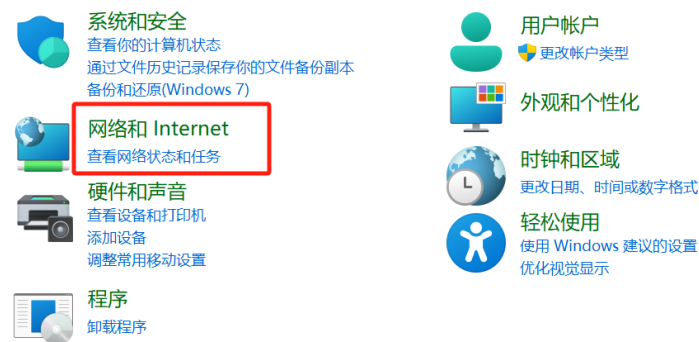 系统和安全
查看你的计算机状态
通过文件历史记录保存你的文件备份副本
备份和还原(Windows 7)
网络和 Internet
查看网络状态和任务
硬件和声音
查看设备和打印机
添加设备
调整常用移动设置
程序
卸载程序
用户帐户
更改帐户类型
外观和个性化
时钟和区域
更改日期、时间或数字格式
轻松使用
使用 Windows 建议的设置
优化视觉显示